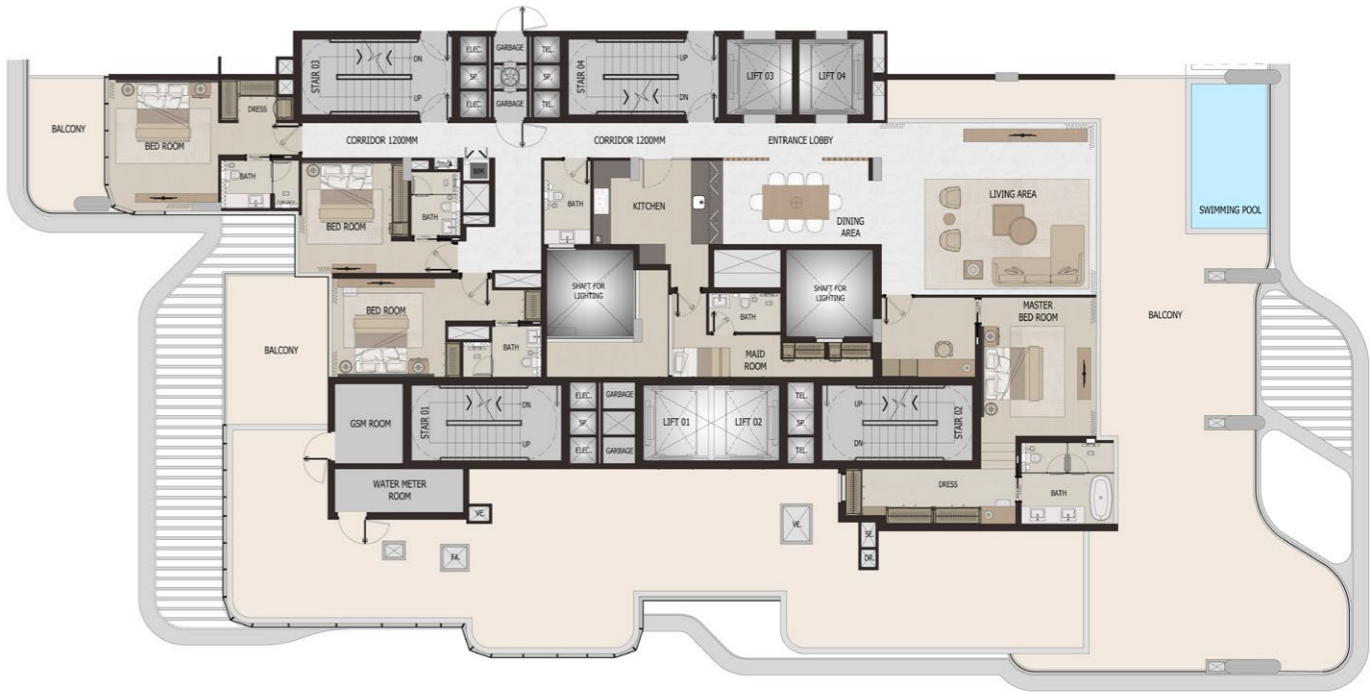 ELEC.
GARBAGE
TEL.
STAIR 03
DN
UP
SP.
SP.
ELEC.
GARBAGE
TEL.
STAIR 04
UP
DN
LIFT 03
LIFT 04
BALCONY
BED ROOM
DRESS
BATH
CORRIDOR 1200MM
CORRIDOR 1200MM
ENTRANCE LOBBY
WM
BED ROOM
BATH
BATH
KITCHEN
DINING
AREA
LIVING AREA
SWIMMING POOL
SHAFT FOR
LIGHTING
SHAFT FOR
LIGHTING
BED ROOM
BATH
BATH
MAID
ROOM
MASTER
BED ROOM
BALCONY
BALCONY
GSM ROOM
STAIR 01
DN
UP
ELEC.
GARBAGE
SP.
ELEC.
GARBAGE
LIFT 01
LIFT 02
TEL.
SP.
TEL.
UP
DN
STAIR 02
WATER METER
ROOM
DRESS
BATH
VE.
VE.
SE.
DR.